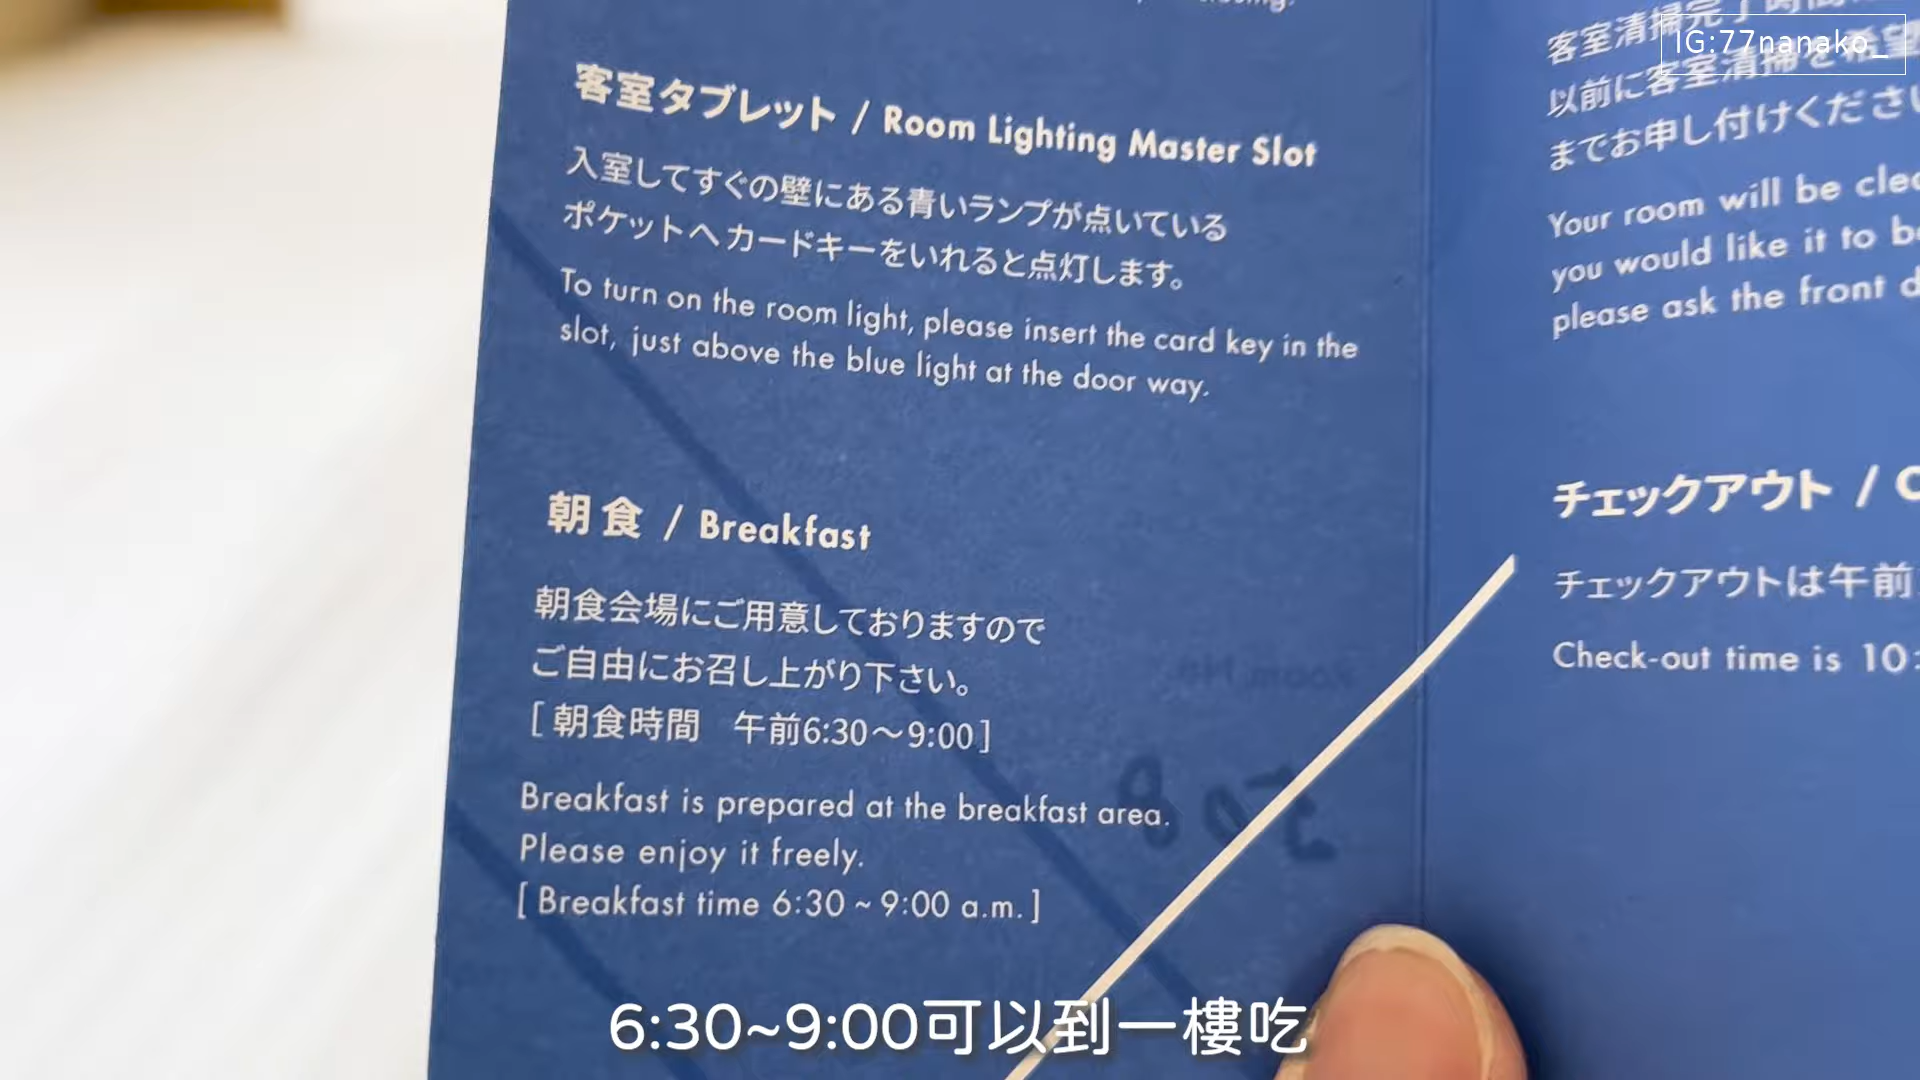 客室タブレット / Room Lighting Master Slot
入室してすぐの壁にある青いランプが点いている
ポケットへカードキーをいれると点灯します。
To turn on the room light, please insert the card key in the
slot, just above the blue light at the door way.
朝食 / Breakfast
朝食会場にご用意しておりますので
ご自由にお召し上がり下さい。
[ 朝食時間　午前6:30～9:00 ]
Breakfast is prepared at the breakfast area.
Please enjoy it freely.
[ Breakfast time 6:30 ~ 9:00 a.m. ]
IG:77nanako_
客室清掃完了時間
以前に客室清掃を希望
までお申し付けくださ
Your room will be
you would like it to
please ask the front
チェックアウト /
チェックアウトは午前
Check-out time is 10:
6:30~9:00可以到一樓吃